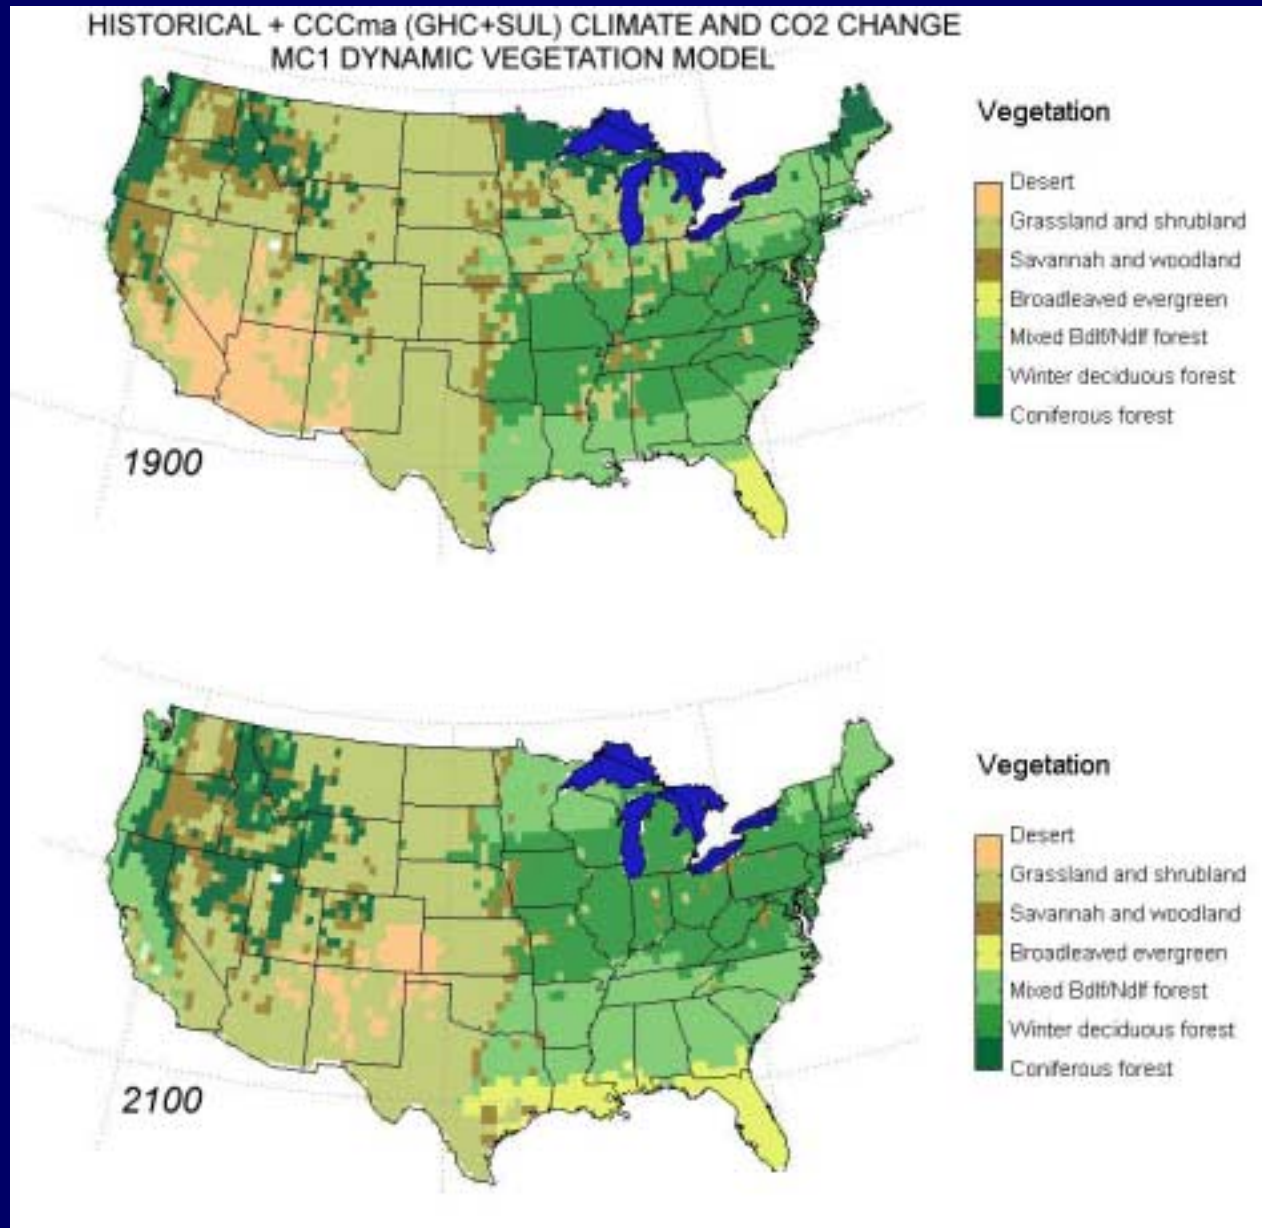 HISTORICAL + CCCma (GHC+SUL) CLIMATE AND CO2 CHANGE
MC1 DYNAMIC VEGETATION MODEL
Vegetation
Desert
Grassland and shrubland
Savannah and woodland
Broadleaved evergreen
Mixed Bdlf/Ndlf forest
Winter deciduous forest
Coniferous forest
1900
Vegetation
Desert
Grassland and shrubland
Savannah and woodland
Broadleaved evergreen
Mixed Bdlf/Ndlf forest
Winter deciduous forest
Coniferous forest
2100